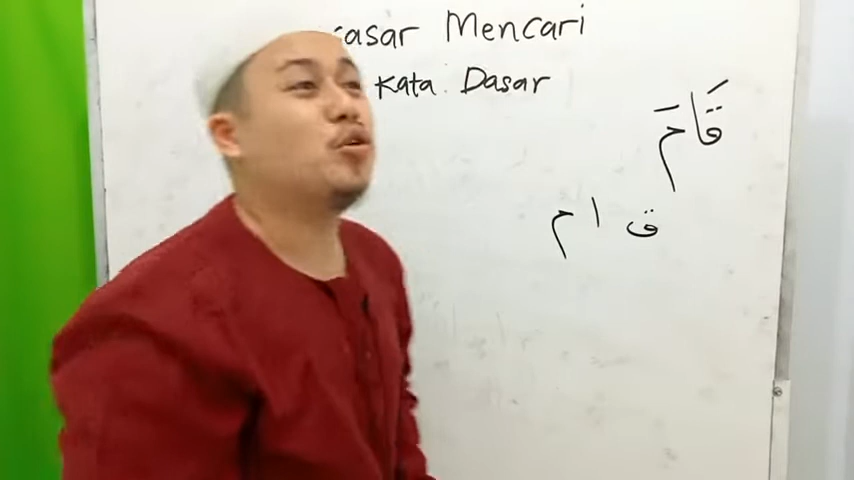 asar Mencari
Kata Dasar
قَامَ
ق ا م